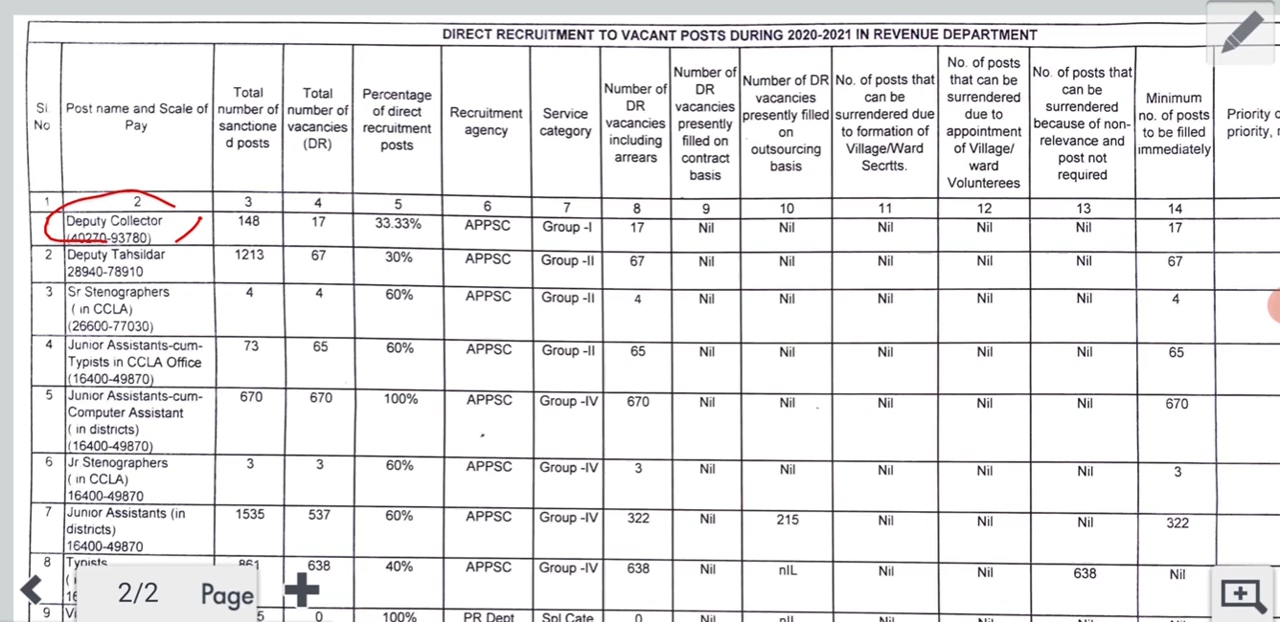 DIRECT RECRUITMENT TO VACANT POSTS DURING 2020-2021 IN REVENUE DEPARTMENT
Sl. No | Post name and Scale of Pay | Total number of sanctione d posts | Total number of vacancies (DR) | Percentage of direct recruitment posts | Recruitment agency | Service category | Number of DR vacancies including arrears | Number of DR vacancies presently filled on contract basis | Number of DR vacancies presently filled on outsourcing basis | No. of posts that can be surrendered due to formation of Village/Ward Secrtts. | No. of posts that can be surrendered due to appointment of Village/ ward Volunterees | No. of posts that can be surrendered because of non-relevance and post not required | Minimum no. of posts to be filled immediately | Priority
1 | 2 | 3 | 4 | 5 | 6 | 7 | 8 | 9 | 10 | 11 | 12 | 13 | 14
Deputy Collector (40270-93780) | 148 | 17 | 33.33% | APPSC | Group -I | 17 | Nil | Nil | Nil | Nil | Nil | 17
2 | Deputy Tahsildar 28940-78910 | 1213 | 67 | 30% | APPSC | Group -II | 67 | Nil | Nil | Nil | Nil | Nil | 67
3 | Sr Stenographers ( in CCLA) (26600-77030) | 4 | 4 | 60% | APPSC | Group -II | 4 | Nil | Nil | Nil | Nil | Nil | 4
4 | Junior Assistants-cum-Typists in CCLA Office (16400-49870) | 73 | 65 | 60% | APPSC | Group -II | 65 | Nil | Nil | Nil | Nil | Nil | 65
5 | Junior Assistants-cum-Computer Assistant ( in districts) (16400-49870) | 670 | 670 | 100% | APPSC | Group -IV | 670 | Nil | Nil | Nil | Nil | Nil | 670
6 | Jr Stenographers ( in CCLA) 16400-49870 | 3 | 3 | 60% | APPSC | Group -IV | 3 | Nil | Nil | Nil | Nil | Nil | 3
7 | Junior Assistants (in districts) 16400-49870 | 1535 | 537 | 60% | APPSC | Group -IV | 322 | Nil | 215 | Nil | Nil | Nil | 322
8 | Typists | 861 | 638 | 40% | APPSC | Group -IV | 638 | Nil | nIL | Nil | Nil | 638 | Nil
9 | 0 | 100% | PR Dept | Spl Cate | 0 | Nil | nil
2/2 Page